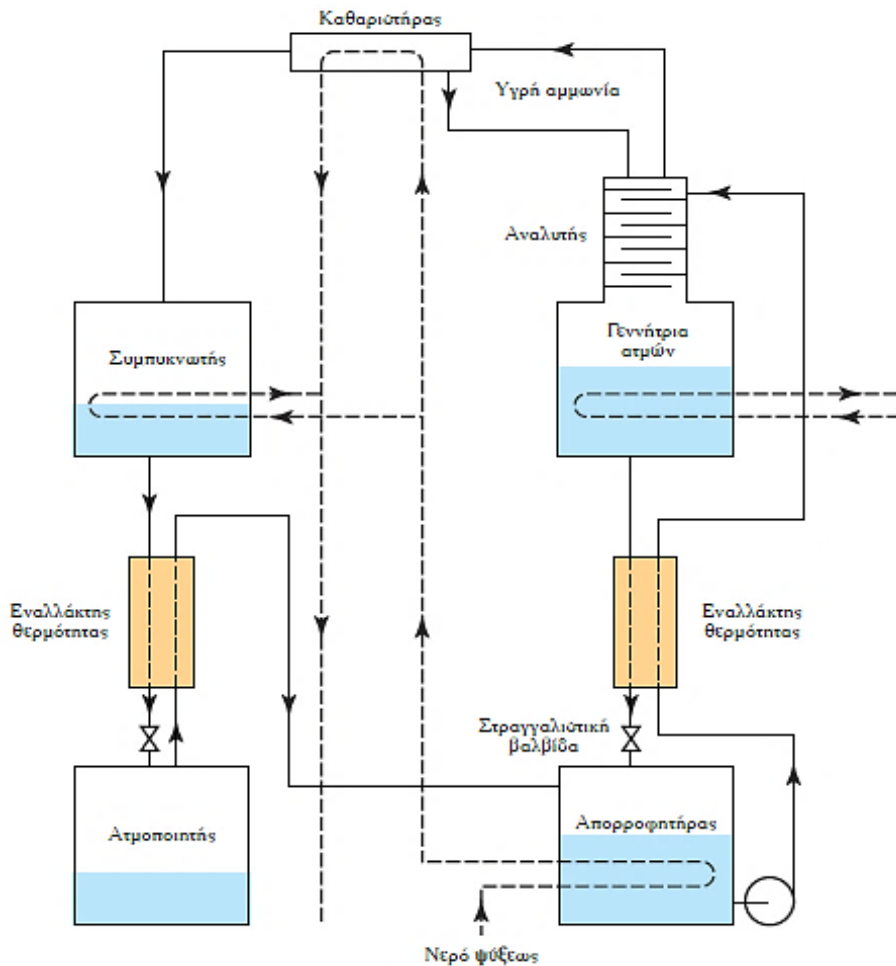 Καθαριστήρας
Υγρή αμμωνία
Αναλυτής
Γεννήτρια
ατμών
Συμπυκνωτής
Εναλλάκτης
θερμότητας
Εναλλάκτης
θερμότητας
Στραγγαλιστική
βαλβίδα
Ατμοποιητής
Απορροφητήρας
Νερό ψύξεως